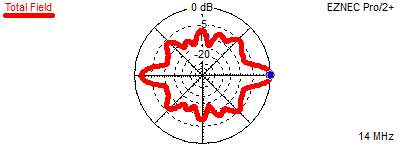 Total Field
0 dB
EZNEC Pro/2+
-5
-20
14 MHz